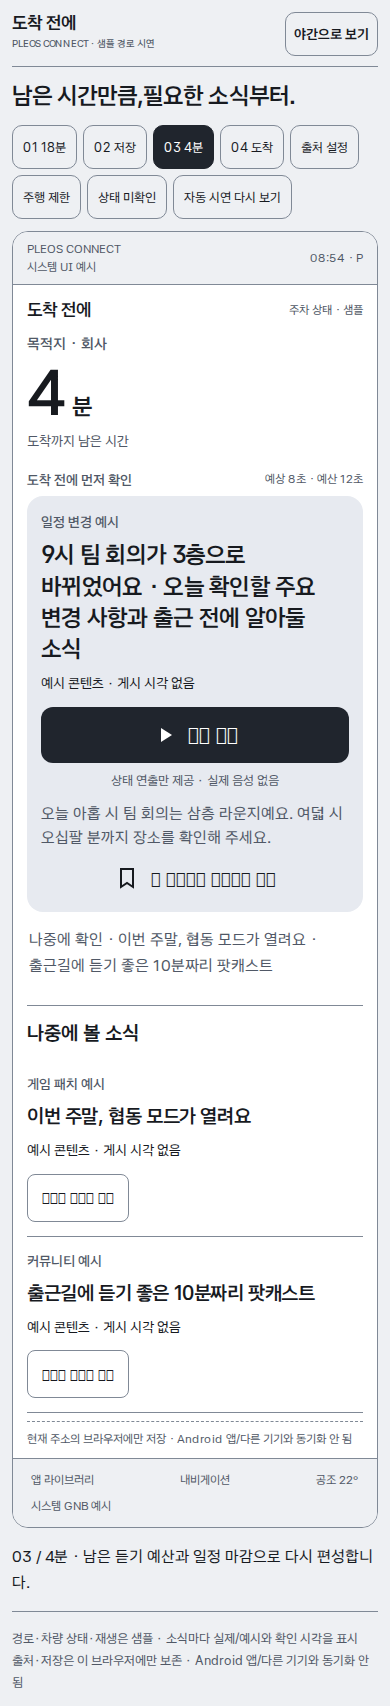 도착 전에
야간으로 보기
PLEOS CONNECT · 샘플 경로 시연
남은 시간만큼,필요한 소식부터.
01 18분
02 저장
03 4분
04 도착
출처 설정
주행 제한
상태 미확인
자동 시연 다시 보기
PLEOS CONNECT
시스템 UI 예시
08:54 · P
도착 전에
주차 상태 · 샘플
목적지 · 회사
4 분
도착까지 남은 시간
도착 전에 먼저 확인
예상 8초 · 예산 12초
일정 변경 예시
9시 팀 회의가 3층으로
바뀌었어요 · 오늘 확인할 주요
변경 사항과 출근 전에 알아둘
소식
예시 콘텐츠 · 게시 시각 없음
상태 연출만 제공 · 실제 음성 없음
오늘 아홉 시 팀 회의는 삼층 라운지예요. 여덟 시
오십팔 분까지 장소를 확인해 주세요.
나중에 확인 · 이번 주말, 협동 모드가 열려요 ·
출근길에 듣기 좋은 10분짜리 팟캐스트
나중에 볼 소식
게임 패치 예시
이번 주말, 협동 모드가 열려요
예시 콘텐츠 · 게시 시각 없음
커뮤니티 예시
출근길에 듣기 좋은 10분짜리 팟캐스트
예시 콘텐츠 · 게시 시각 없음
현재 주소의 브라우저에만 저장 · Android 앱/다른 기기와 동기화 안 됨
앱 라이브러리
내비게이션
공조 22°
시스템 GNB 예시
03 / 4분 · 남은 듣기 예산과 일정 마감으로 다시 편성합니
다.
경로·차량 상태·재생은 샘플 · 소식마다 실제/예시와 확인 시각을 표시
출처·저장은 이 브라우저에만 보존 · Android 앱/다른 기기와 동기화 안
됨